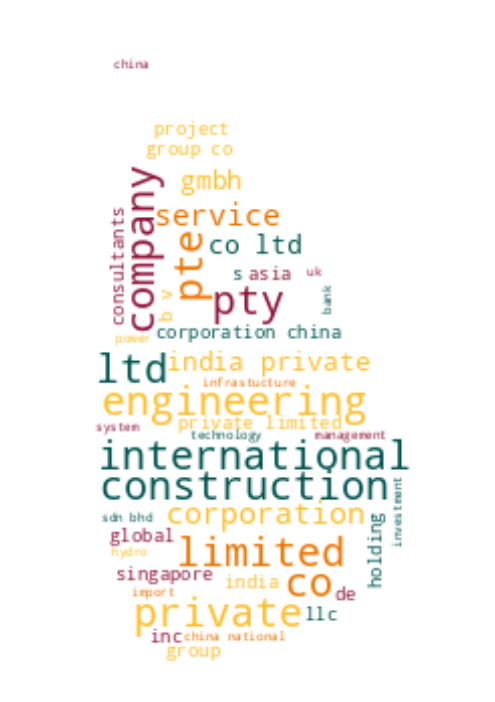 china
project
group co
gmbh
company
consultants
service
pte
co ltd
s
asia
uk
pty
bank
b v
corporation china
power
ltd
india private
infrastucture
engineering
private limited
system
technology
management
international
construction
investment
corporation
sdn bhd
holding
global
hydro
limited
singapore
india
co
de
import
private
llc
inc
china national
group